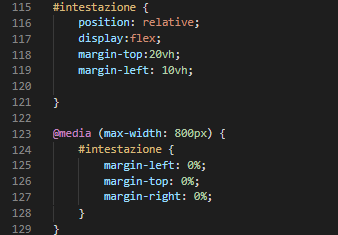 115 #intestazione {
116 position: relative;
117 display:flex;
118 margin-top:20vh;
119 margin-left: 10vh;
120
121 }
122
123 @media (max-width: 800px) {
124 #intestazione {
125 margin-left: 0%;
126 margin-top: 0%;
127 margin-right: 0%;
128 }
129 }